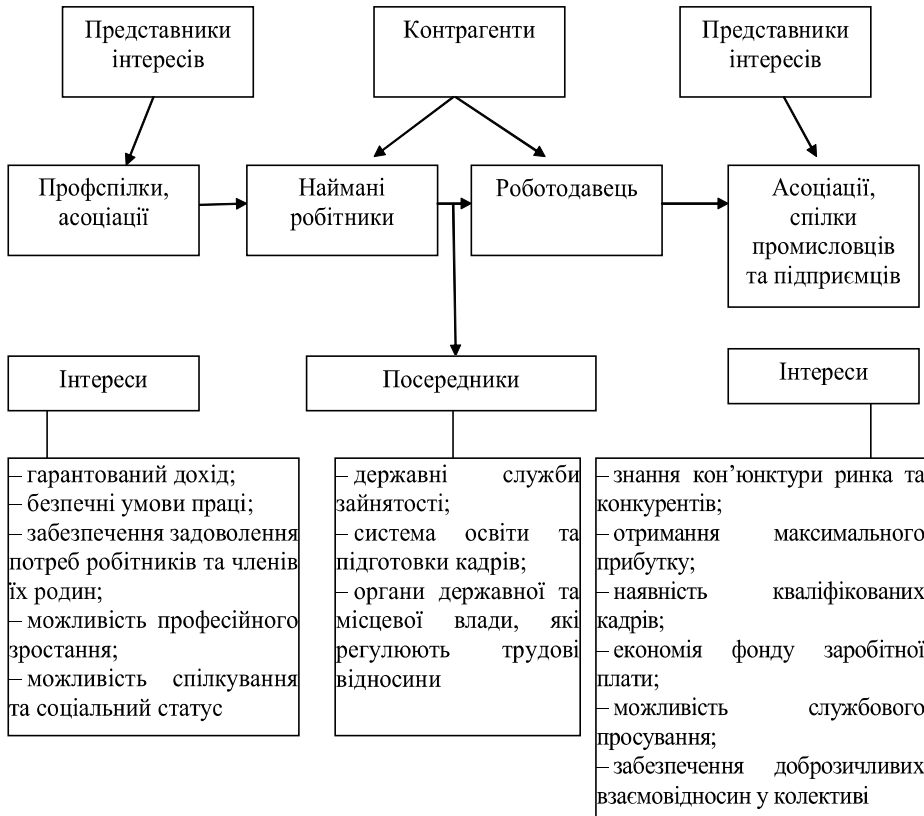 Представники
інтересів
Контрагенти
Представники
інтересів
Профспілки,
асоціації
Наймані
робітники
Роботодавець
Асоціації,
спілки
промисловців
та підприємців
Інтереси
Посередники
Інтереси
– гарантований дохід;
– безпечні умови праці;
– забезпечення задоволення
потреб робітників та членів
їх родин;
– можливість професійного
зростання;
– можливість спілкування
та соціальний статус
– державні служби
зайнятості;
– система освіти та
підготовки кадрів;
– органи державної та
місцевої влади, які
регулюють трудові
відносини
– знання кон’юнктури ринка та
конкурентів;
– отримання максимального
прибутку;
– наявність кваліфікованих
кадрів;
– економія фонду заробітної
плати;
– можливість службового
просування;
– забезпечення доброзичливих
взаємовідносин у колективі